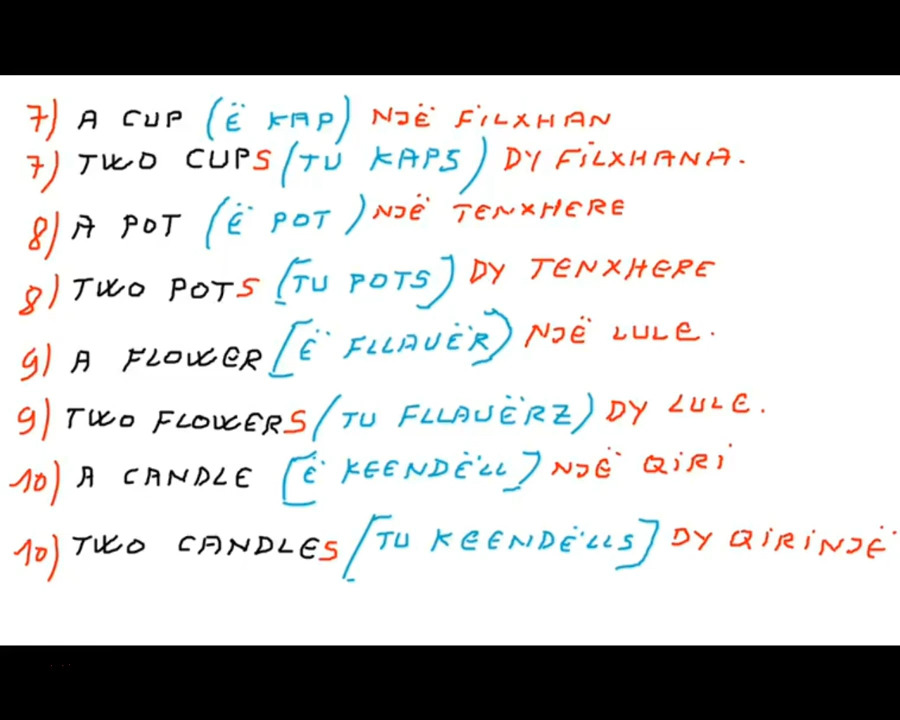 7) A CUP (Ë KAP) NJË FILXHAN
7) TWO CUPS (TU KAPS) DY FILXHANA.
8) A POT (Ë POT) NJË TENXHERE
8) TWO POTS (TU POTS) DY TENXHERE
9) A FLOWER [Ë FLLAUËR) NJË LULE.
9) TWO FLOWERS (TU FLLAUËRZ) DY LULE.
10) A CANDLE [Ë KEENDËLL] NJË QIRI
10) TWO CANDLES [TU KEENDËLLS] DY QIRINJË